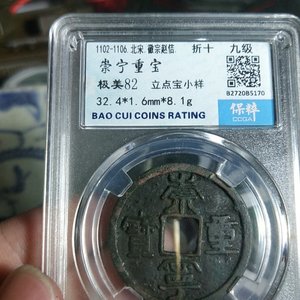 1102-1106 北宋 徽宗赵佶 折十 九级
崇宁重宝
极美82 立点宝小样
32.4*1.6mm*8.1g
B2720B5170
BAO CUI COINS RATING
保粹
CCGA
崇
寶 重
寧